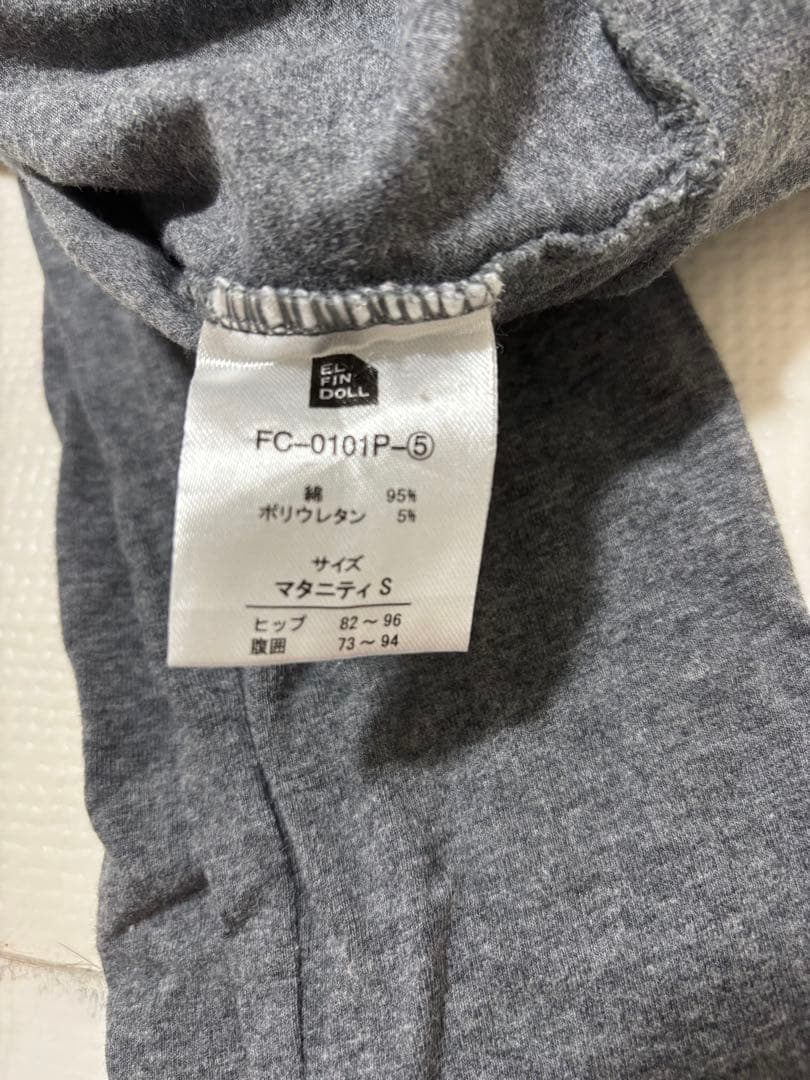 EL
FIN
DOLL
FC-0101P-⑤
綿 95%
ポリウレタン 5%
サイズ
マタニティ S
ヒップ 82～96
腹囲 73～94